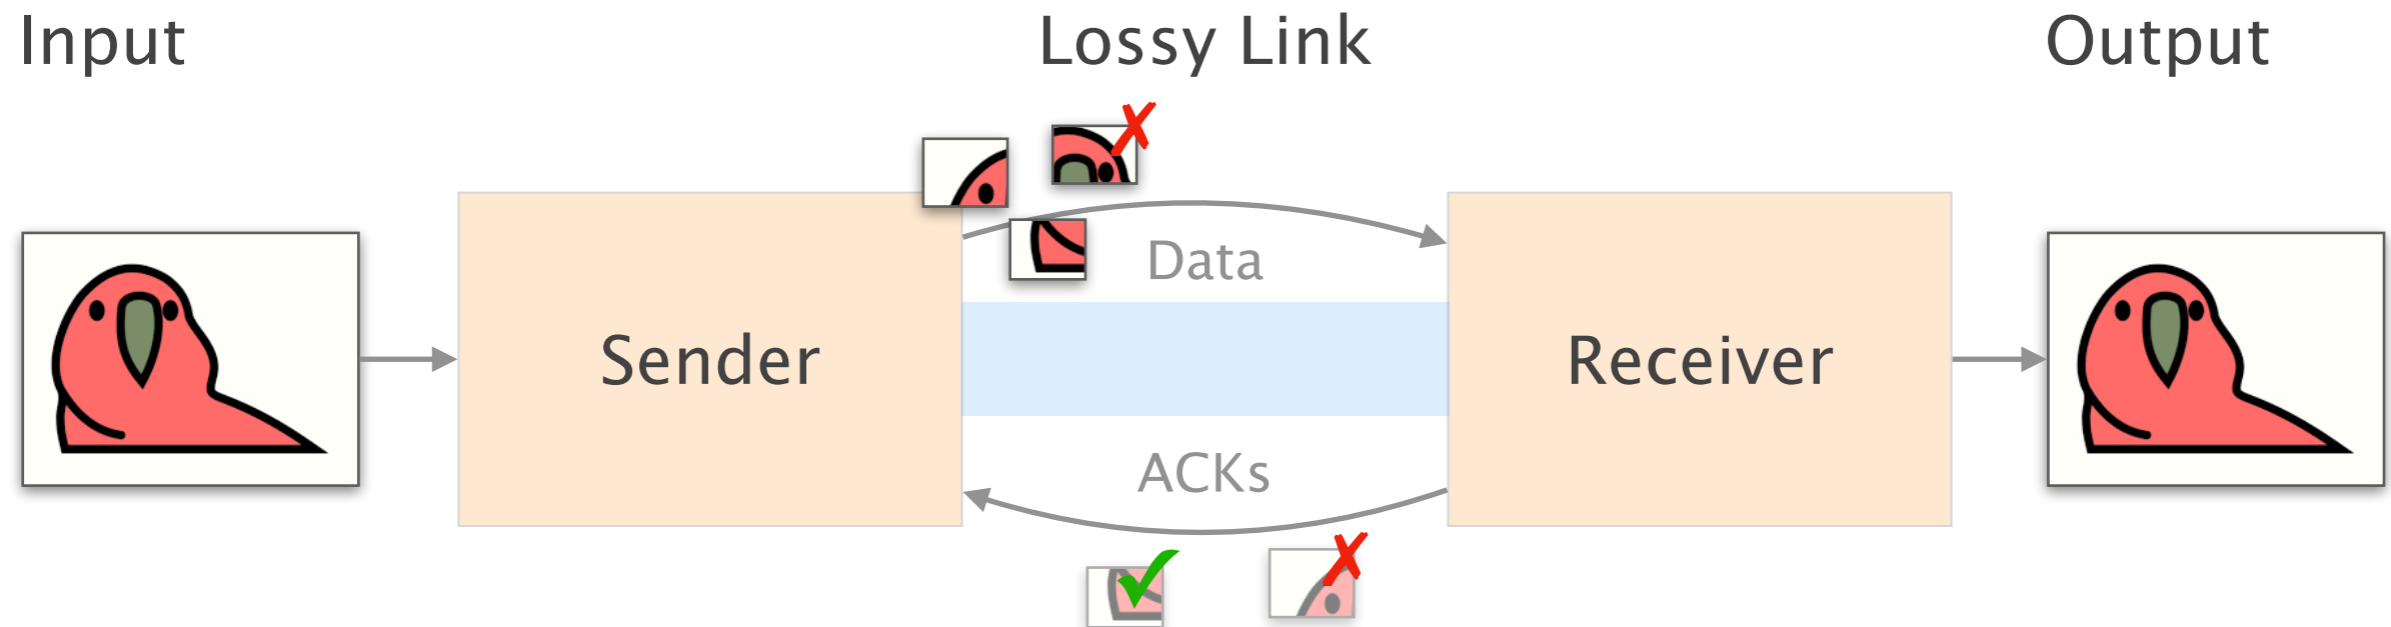 Input
Lossy Link
Output
Data
Sender
Receiver
ACKs